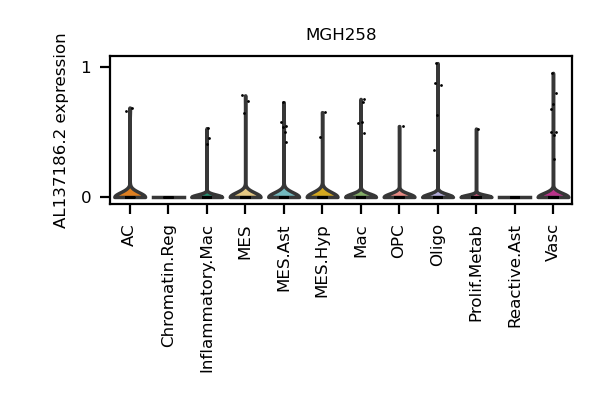 MGH258
AL137186.2 expression
1
0
AC
Chromatin.Reg
Inflammatory.Mac
MES
MES.Ast
MES.Hyp
Mac
OPC
Oligo
Prolif.Metab
Reactive.Ast
Vasc